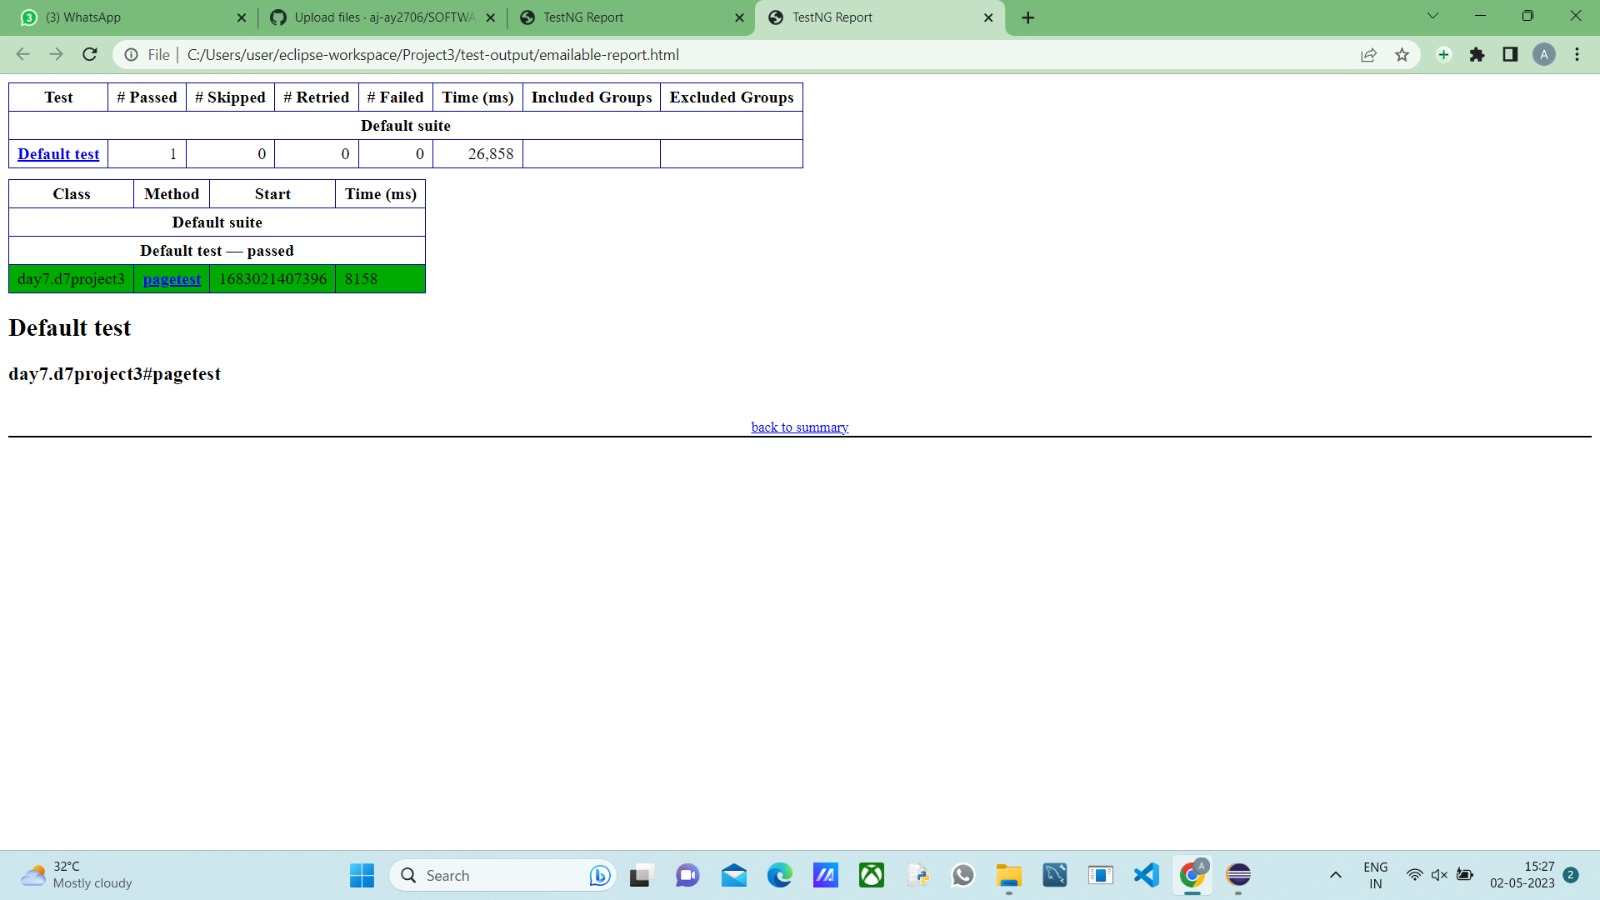 (3) WhatsApp
Upload files · aj-ay2706/SOFTWA
TestNG Report
TestNG Report
File
C:/Users/user/eclipse-workspace/Project3/test-output/emailable-report.html
A
Test # Passed # Skipped # Retried # Failed Time (ms) Included Groups Excluded Groups
Default suite
Default test 1 0 0 0 26,858
Class Method Start Time (ms)
Default suite
Default test — passed
day7.d7project3 pagetest 1683021407396 8158
Default test
day7.d7project3#pagetest
back to summary
32°C
Mostly cloudy
Search
A
ENG
IN
15:27
02-05-2023
2